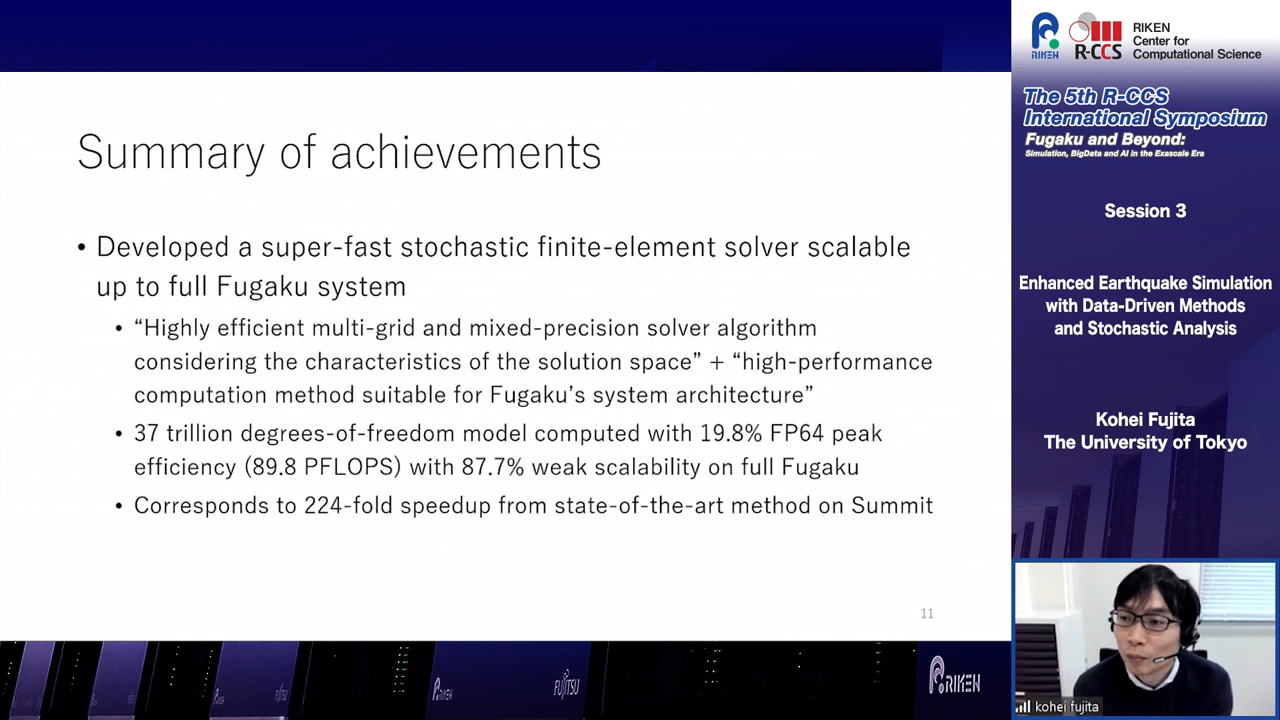 Summary of achievements
• Developed a super-fast stochastic finite-element solver scalable
up to full Fugaku system
• “Highly efficient multi-grid and mixed-precision solver algorithm
considering the characteristics of the solution space” + “high-performance
computation method suitable for Fugaku’s system architecture”
• 37 trillion degrees-of-freedom model computed with 19.8% FP64 peak
efficiency (89.8 PFLOPS) with 87.7% weak scalability on full Fugaku
• Corresponds to 224-fold speedup from state-of-the-art method on Summit
11
RIKEN
FUJITSU
RIKEN
RIKEN
R-CCS
RIKEN
Center for
Computational Science
The 5th R-CCS
International Symposium
Fugaku and Beyond:
Simulation, BigData and AI in the Exascale Era
Session 3
Enhanced Earthquake Simulation
with Data-Driven Methods
and Stochastic Analysis
Kohei Fujita
The University of Tokyo
kohei fujita